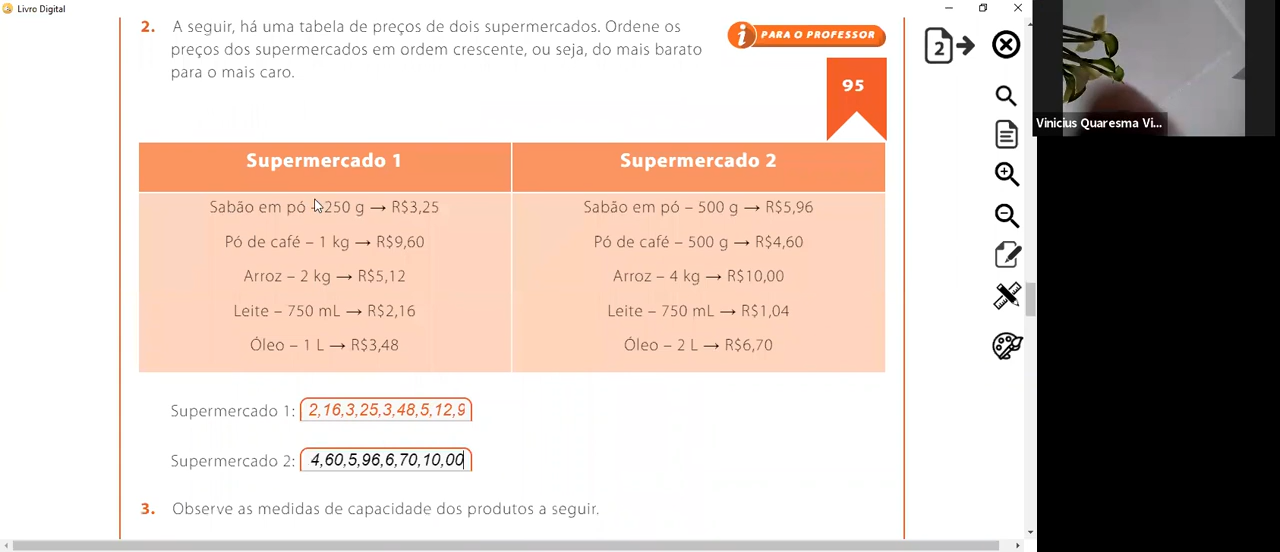 Livro Digital
2. A seguir, há uma tabela de preços de dois supermercados. Ordene os
preços dos supermercados em ordem crescente, ou seja, do mais barato
para o mais caro.
i PARA O PROFESSOR
2
95
Vinicius Quaresma Vi...
Supermercado 1
Supermercado 2
Sabão em pó – 250 g → R$3,25
Sabão em pó – 500 g → R$5,96
Pó de café – 1 kg → R$9,60
Pó de café – 500 g → R$4,60
Arroz – 2 kg → R$5,12
Arroz – 4 kg → R$10,00
Leite – 750 mL → R$2,16
Leite – 750 mL → R$1,04
Óleo – 1 L → R$3,48
Óleo – 2 L → R$6,70
Supermercado 1: 2,16,3,25,3,48,5,12,9
Supermercado 2: 4,60,5,96,6,70,10,00
3. Observe as medidas de capacidade dos produtos a seguir.